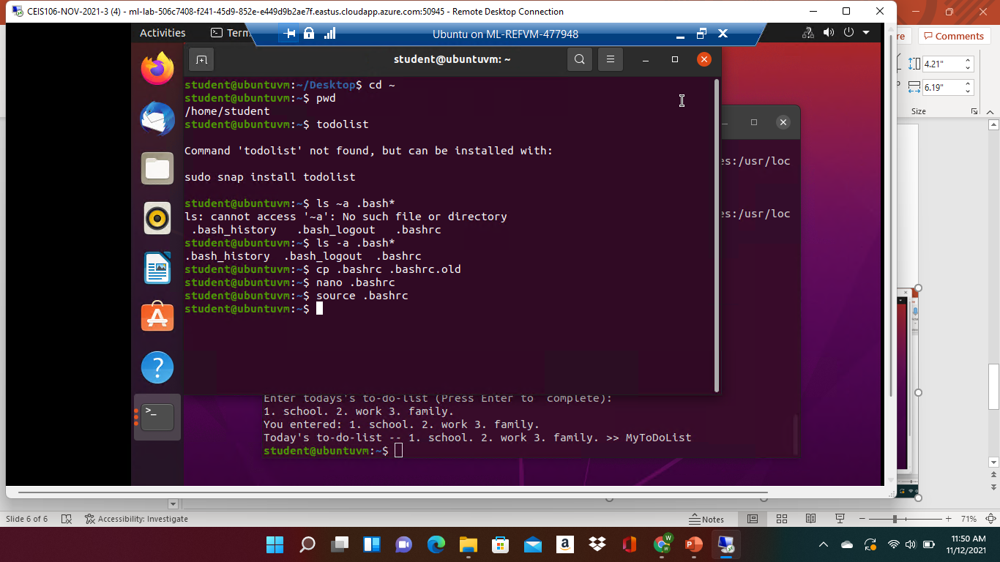 CEIS106-NOV-2021-3 (4) - ml-lab-506c7408-f241-45d9-852e-e449d9b2ae7f.eastus.cloudapp.azure.com:50945 - Remote Desktop Connection
Activities
Term
Ubuntu on ML-REFVM-477948
re
Comments
4.21"
6.19"
Size
student@ubuntuvm: ~
student@ubuntuvm:~/Desktop$ cd ~
student@ubuntuvm:~$ pwd
/home/student
student@ubuntuvm:~$ todolist
Command 'todolist' not found, but can be installed with:
sudo snap install todolist
student@ubuntuvm:~$ ls ~a .bash*
ls: cannot access '~a': No such file or directory
.bash_history .bash_logout .bashrc
student@ubuntuvm:~$ ls -a .bash*
.bash_history .bash_logout .bashrc
student@ubuntuvm:~$ cp .bashrc .bashrc.old
student@ubuntuvm:~$ nano .bashrc
student@ubuntuvm:~$ source .bashrc
student@ubuntuvm:~$
es:/usr/loc
es:/usr/loc
Enter todays's to-do-list (Press Enter to complete):
1. school. 2. work 3. family.
You entered: 1. school. 2. work 3. family.
Today's to-do-list -- 1. school. 2. work 3. family. >> MyToDoList
student@ubuntuvm:~$
Slide 6 of 6
Accessibility: Investigate
Notes
71%
11:50 AM
11/12/2021